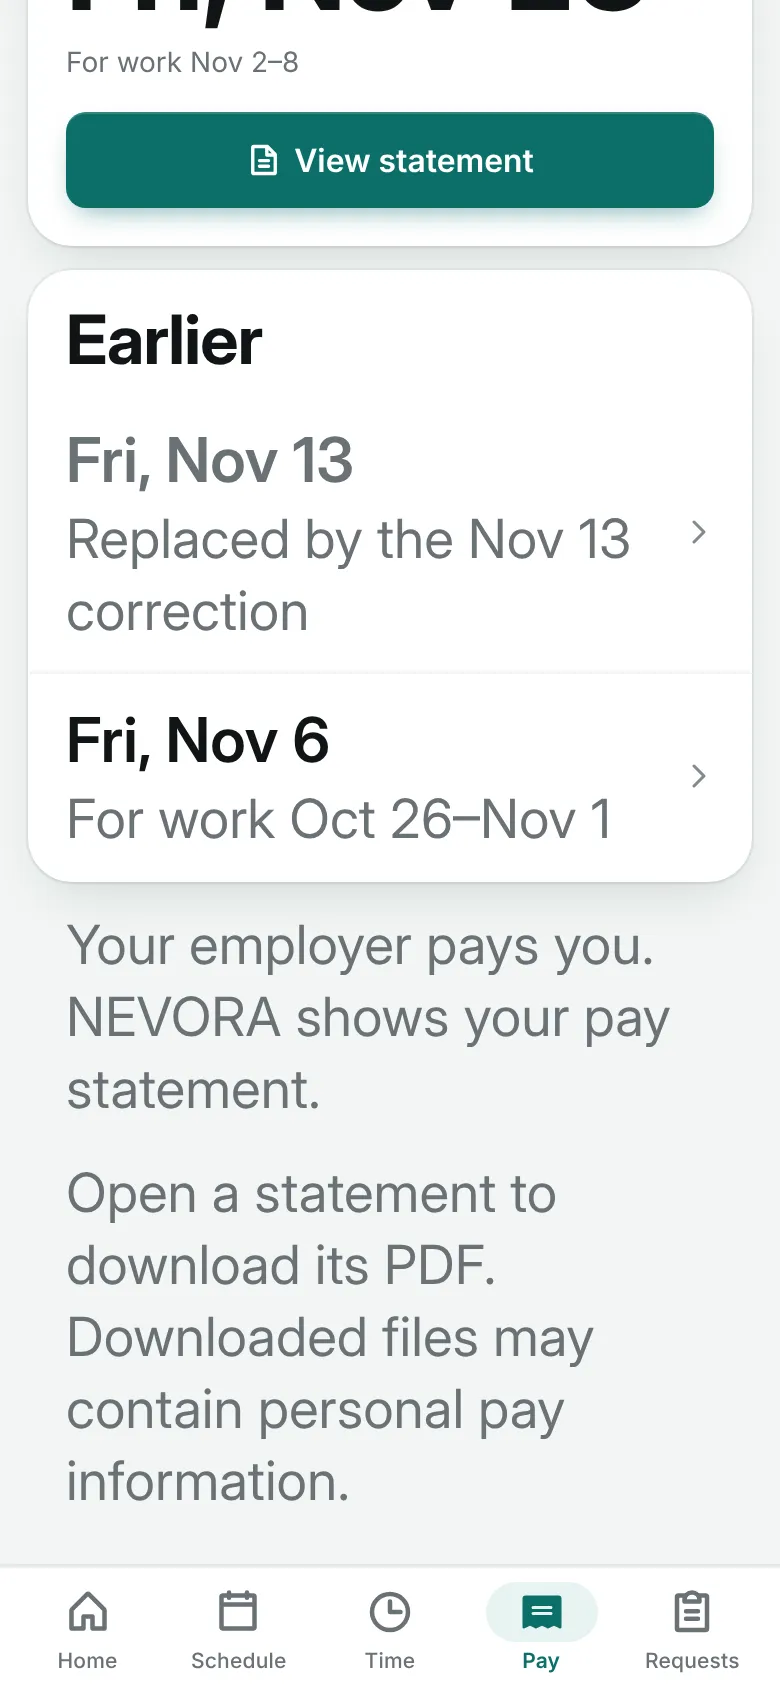 For work Nov 2–8
View statement
Earlier
Fri, Nov 13
Replaced by the Nov 13
correction
Fri, Nov 6
For work Oct 26–Nov 1
Your employer pays you.
NEVORA shows your pay
statement.
Open a statement to
download its PDF.
Downloaded files may
contain personal pay
information.
Home
Schedule
Time
Pay
Requests